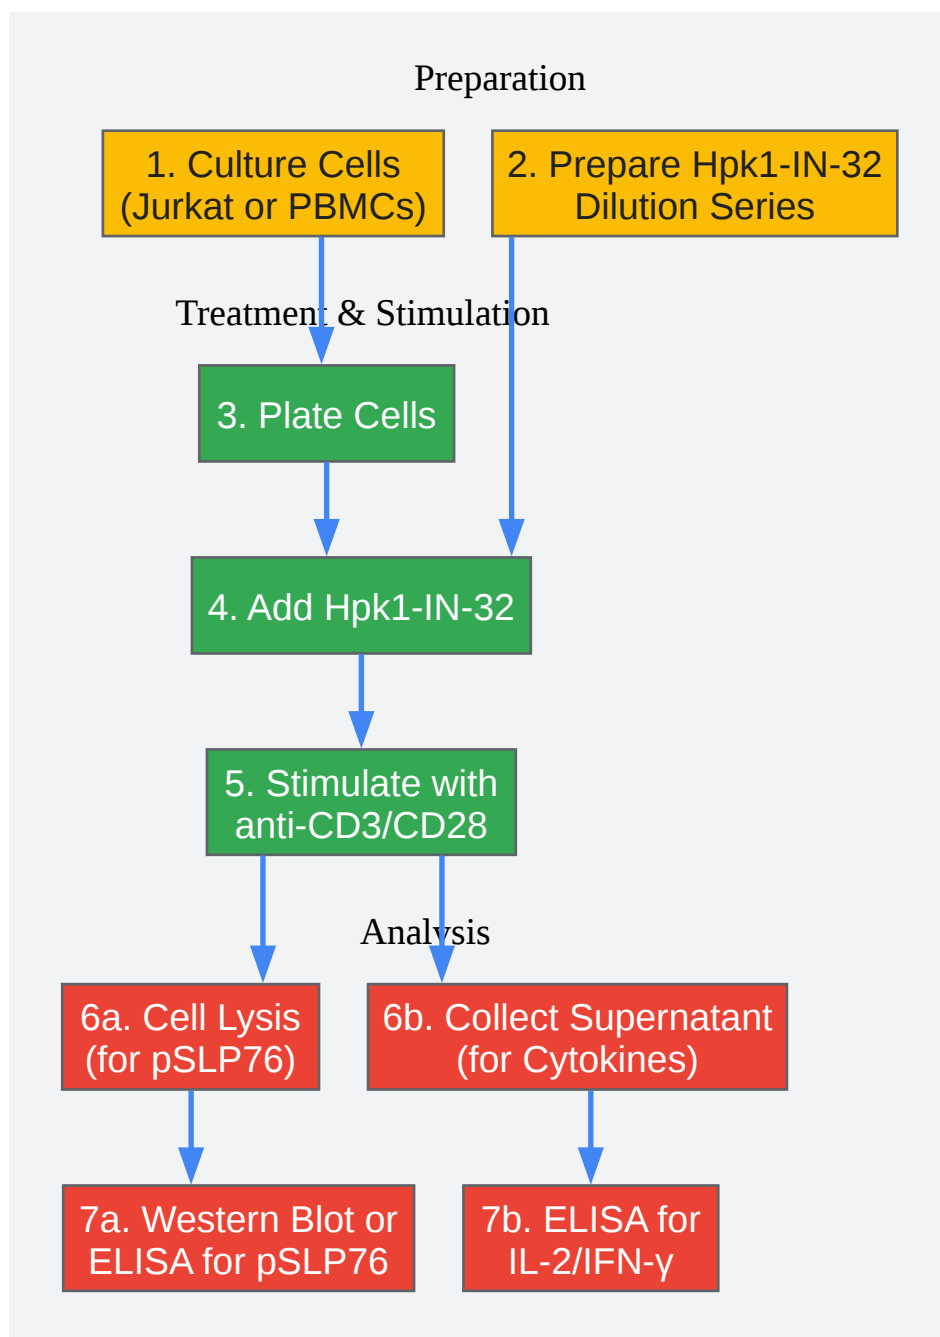 Preparation
1. Culture Cells
(Jurkat or PBMCs)
2. Prepare Hpk1-IN-32
Dilution Series
Treatment & Stimulation
3. Plate Cells
4. Add Hpk1-IN-32
5. Stimulate with
anti-CD3/CD28
Analysis
6a. Cell Lysis
(for pSLP76)
6b. Collect Supernatant
(for Cytokines)
7a. Western Blot or
ELISA for pSLP76
7b. ELISA for
IL-2/IFN-γ